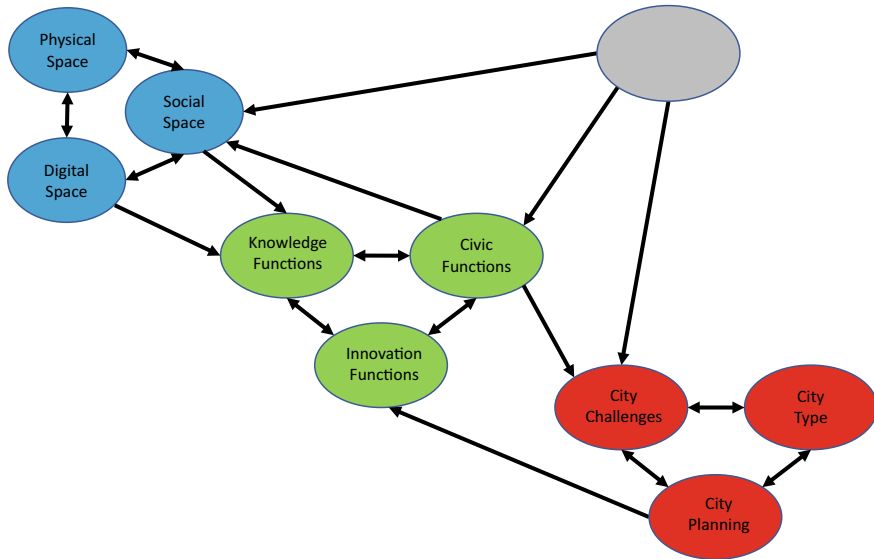 Physical
Space
Social
Space
Digital
Space
Knowledge
Functions
Civic
Functions
Innovation
Functions
City
Challenges
City
Type
City
Planning